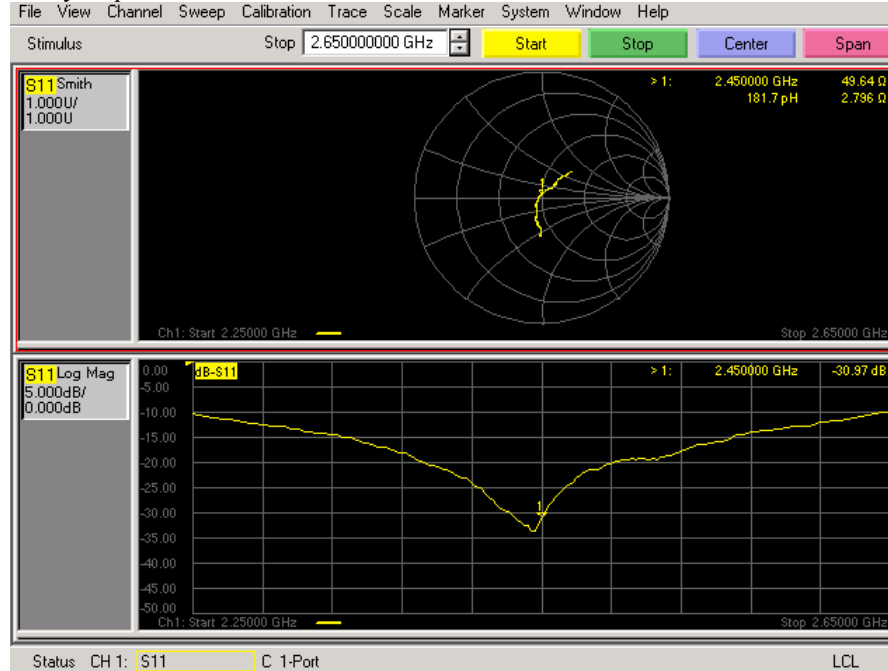 File View Channel Sweep Calibration Trace Scale Marker System Window Help
Stimulus Stop 2.650000000 GHz Start Stop Center Span
S11 Smith
1.000U/
1.000U
> 1: 2.450000 GHz 49.64 Ω
181.7 pH 2.796 Ω
1
Ch1: Start 2.25000 GHz Stop 2.65000 GHz
S11 Log Mag
5.000dB/
0.000dB
dB-S11
> 1: 2.450000 GHz -30.97 dB
0.00
-5.00
-10.00
-15.00
-20.00
-25.00
-30.00
-35.00
-40.00
-45.00
-50.00
1
Ch1: Start 2.25000 GHz Stop 2.65000 GHz
Status CH 1: S11 C 1-Port LCL